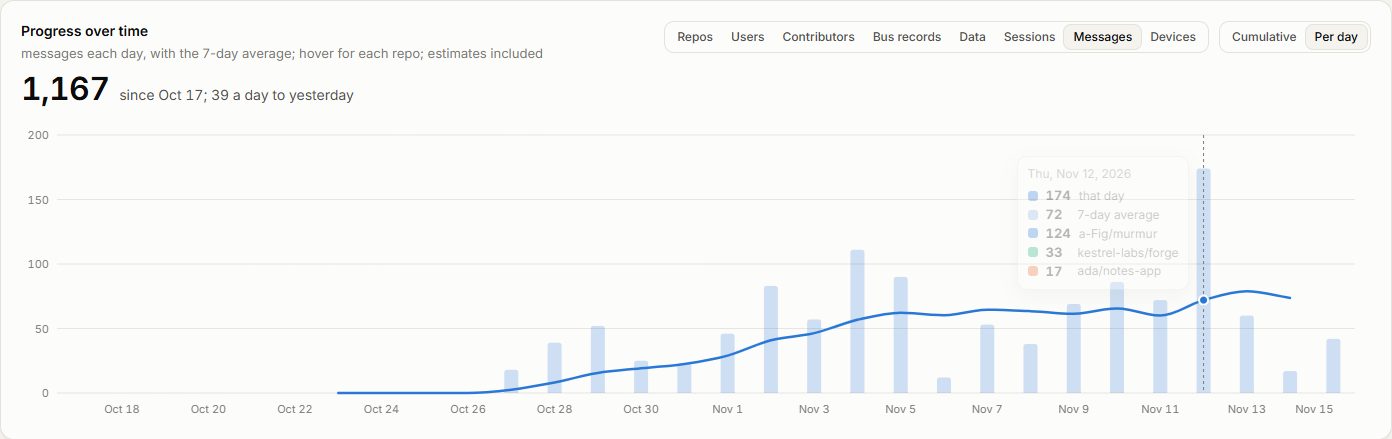 Progress over time
messages each day, with the 7-day average; hover for each repo; estimates included
Repos Users Contributors Bus records Data Sessions Messages Devices
Cumulative Per day
1,167 since Oct 17; 39 a day to yesterday
200
150
100
50
0
Thu, Nov 12, 2026
174 that day
72 7-day average
124 a-Fig/murmur
33 kestrel-labs/forge
17 ada/notes-app
Oct 18 Oct 20 Oct 22 Oct 24 Oct 26 Oct 28 Oct 30 Nov 1 Nov 3 Nov 5 Nov 7 Nov 9 Nov 11 Nov 13 Nov 15